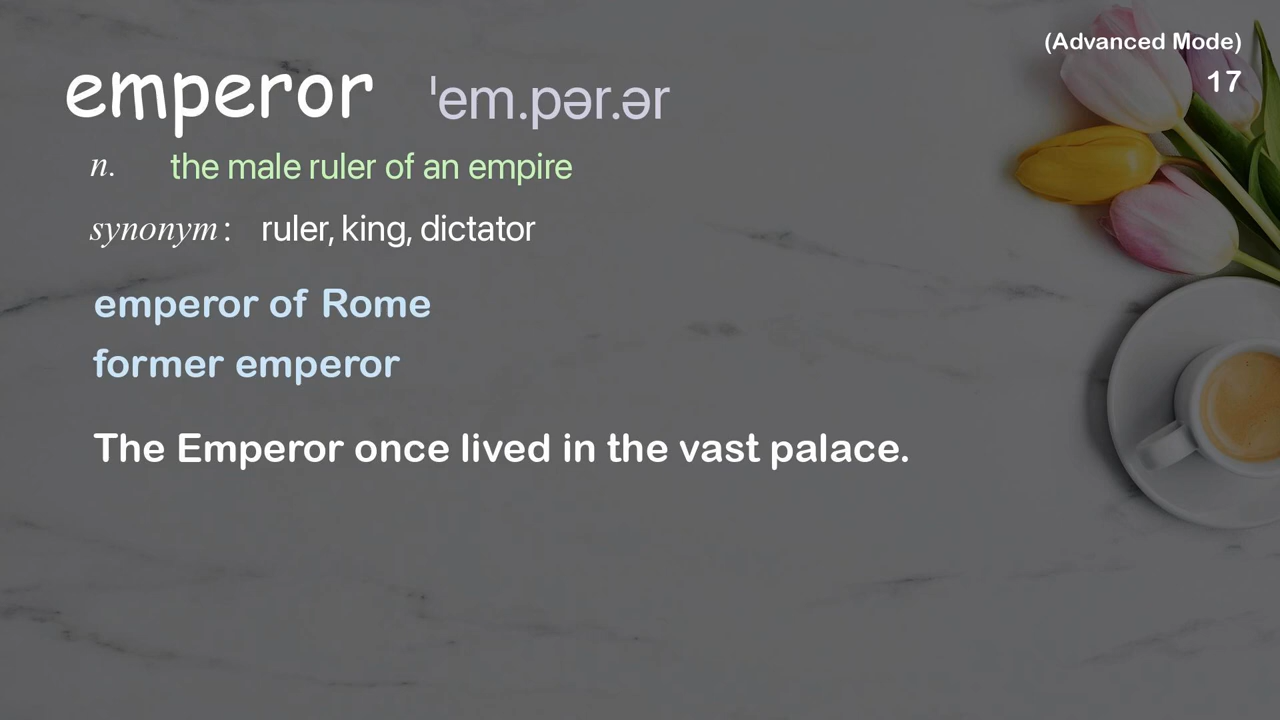 (Advanced Mode)
17
emperor ˈem.pər.ər
n. the male ruler of an empire
synonym: ruler, king, dictator
emperor of Rome
former emperor
The Emperor once lived in the vast palace.